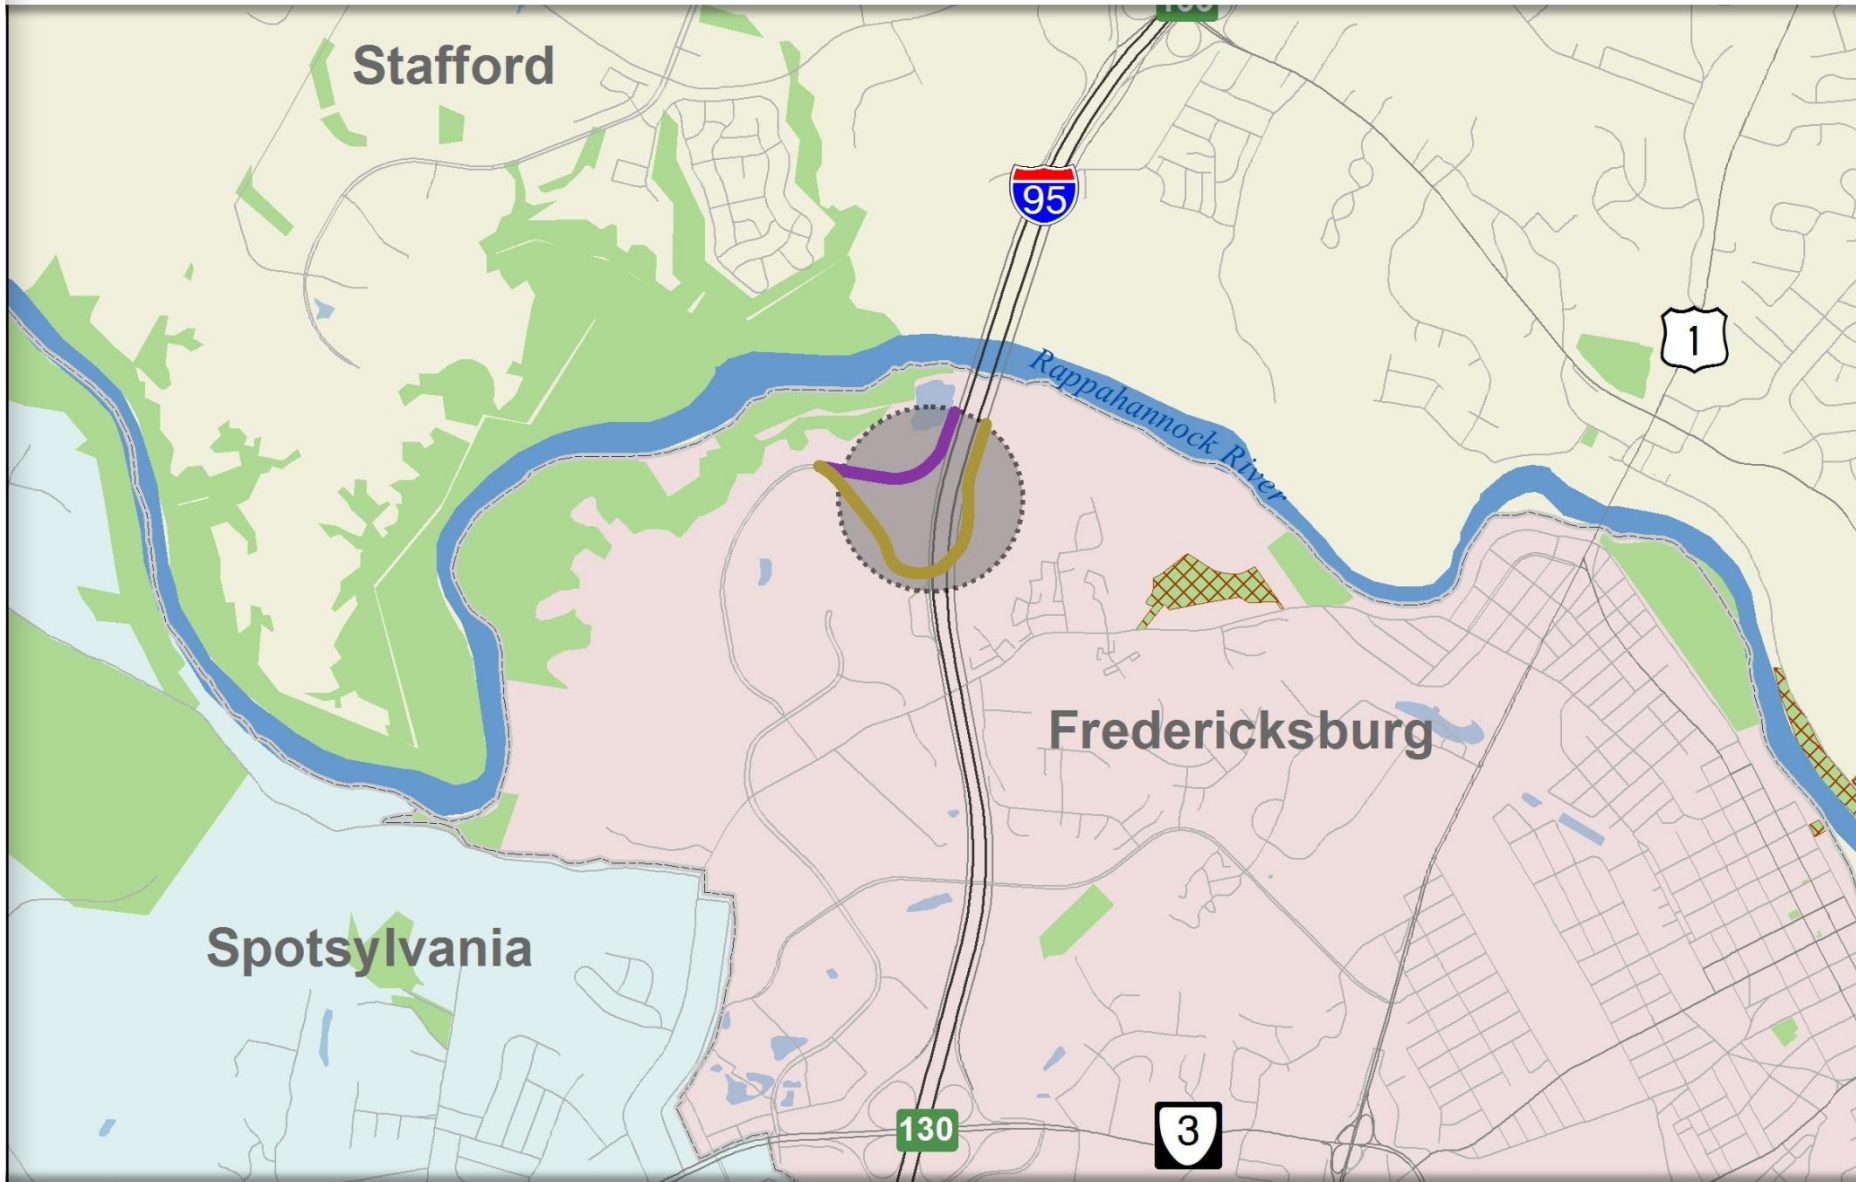 Stafford
95
1
Rappahannock River
Fredericksburg
Spotsylvania
130
3